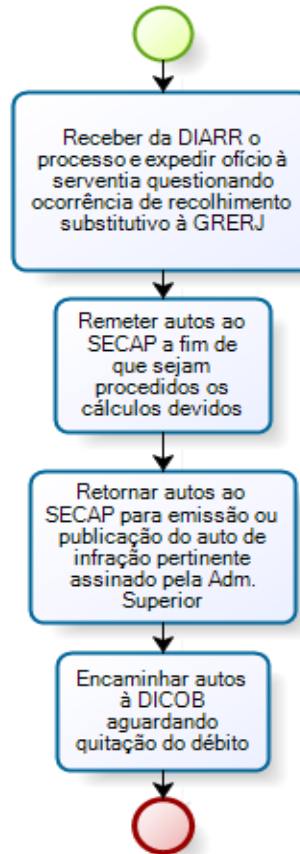 Receber da DIARR o
processo e expedir ofício à
serventia questionando
ocorrência de recolhimento
substitutivo à GRERJ
Remeter autos ao
SECAP a fim de
que sejam
procedidos os
cálculos devidos
Retornar autos ao
SECAP para emissão ou
publicação do auto de
infração pertinente
assinado pela Adm.
Superior
Encaminhar autos
à DICOB
aguardando
quitação do débito